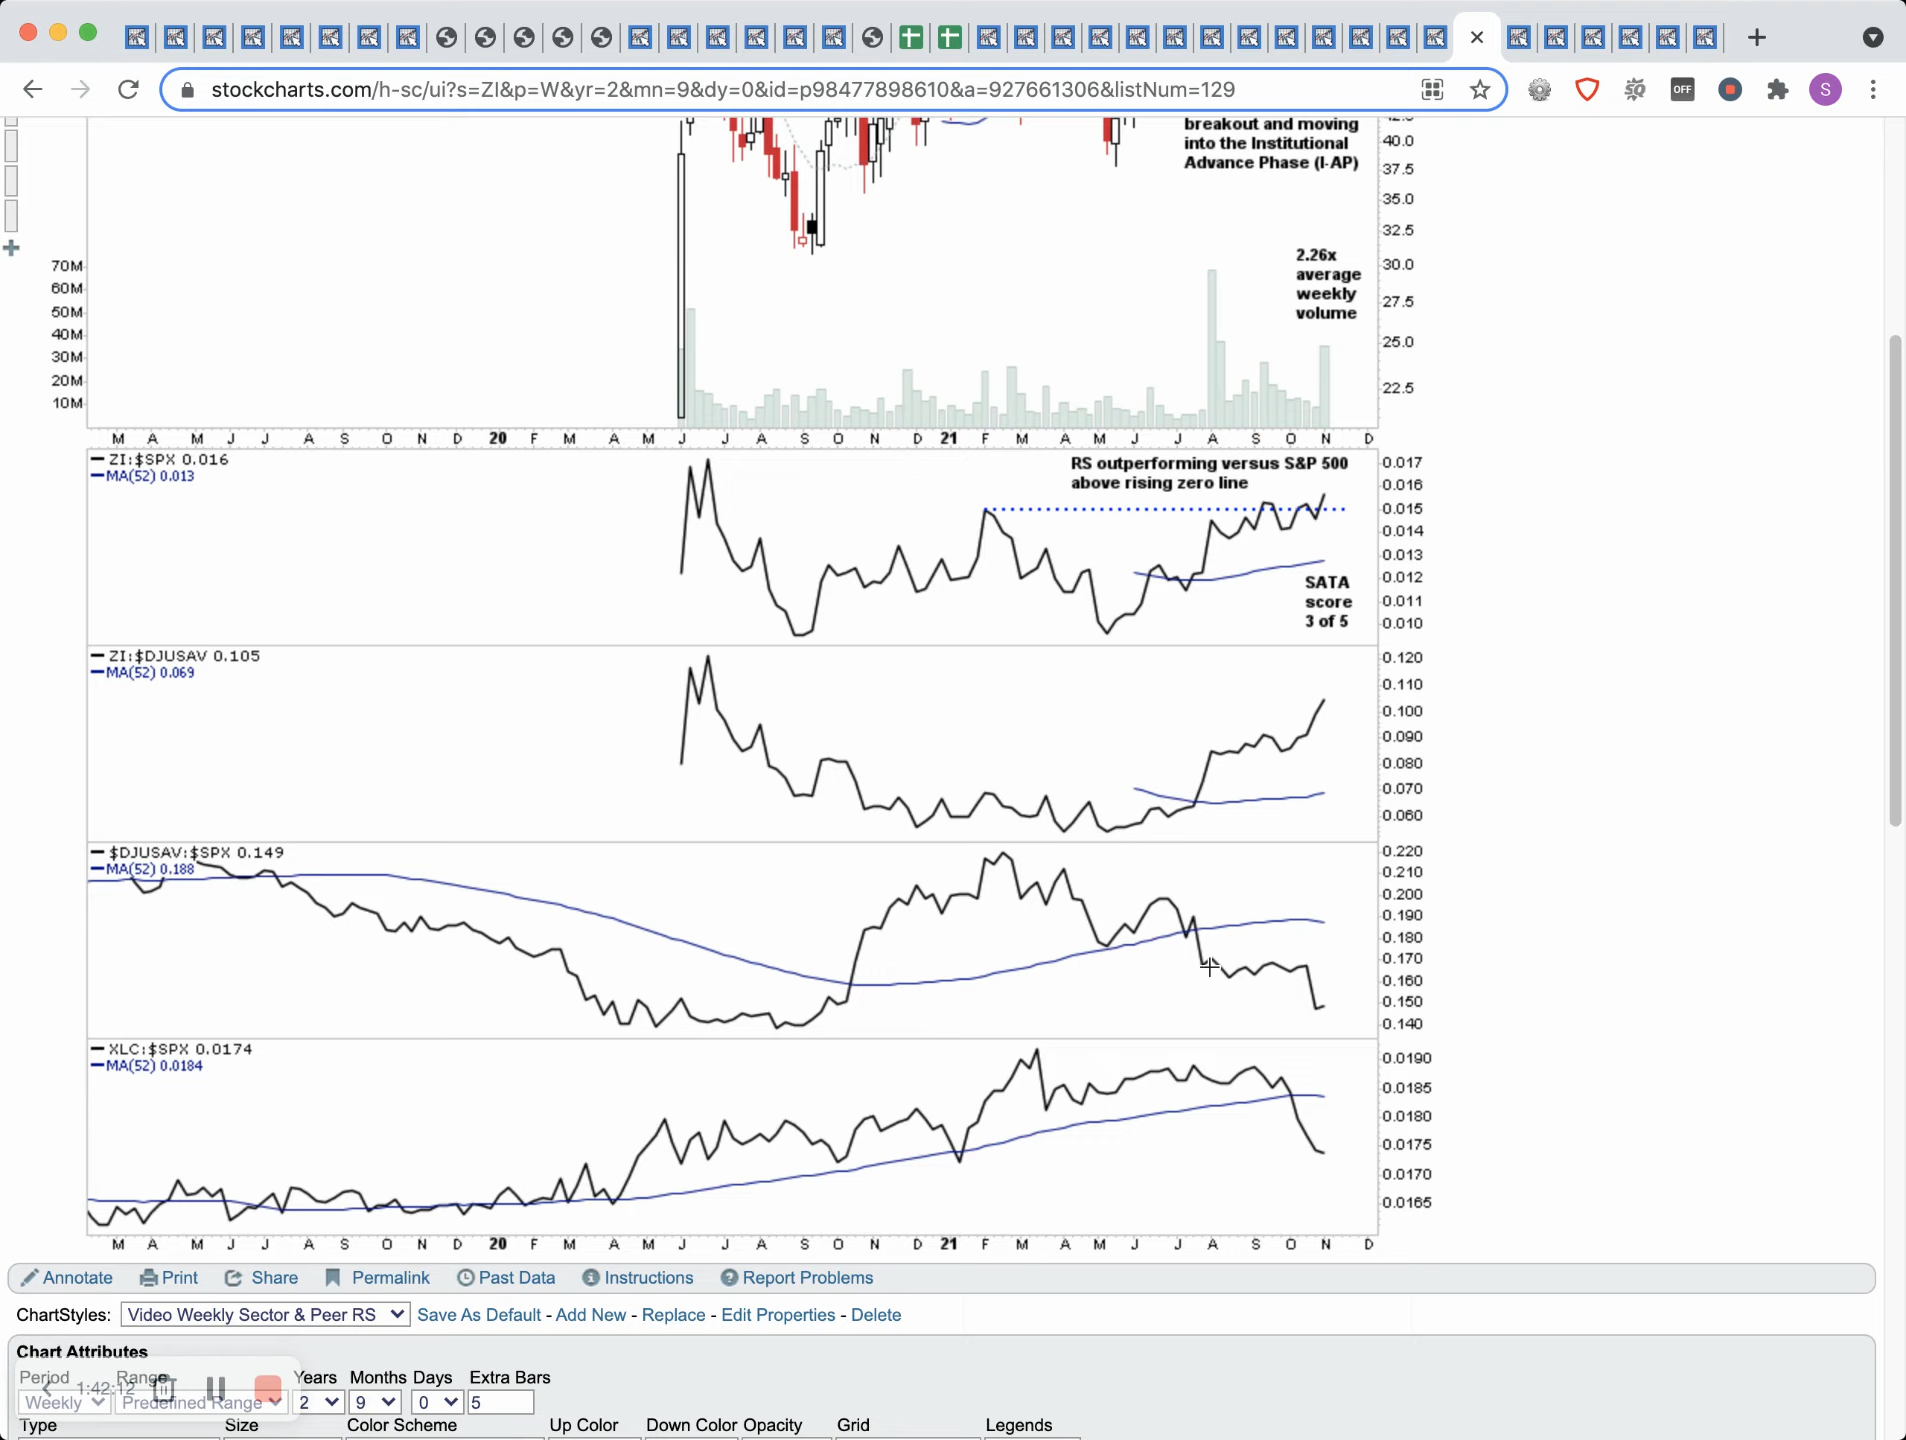 stockcharts.com/h-sc/ui?s=ZI&p=W&yr=2&mn=9&dy=0&id=p98477898610&a=927661306&listNum=129
OFF
S
breakout and moving
into the Institutional
Advance Phase (I-AP)
40.0
37.5
35.0
32.5
30.0
27.5
25.0
22.5
2.26x
average
weekly
volume
70M
60M
50M
40M
30M
20M
10M
M A M J J A S O N D 20 F M A M J J A S O N D 21 F M A M J J A S O N D
ZI:$SPX 0.016
MA(52) 0.013
RS outperforming versus S&P 500
above rising zero line
SATA
score
3 of 5
0.017
0.016
0.015
0.014
0.013
0.012
0.011
0.010
ZI:$DJUSAV 0.105
MA(52) 0.069
0.120
0.110
0.100
0.090
0.080
0.070
0.060
$DJUSAV:$SPX 0.149
MA(52) 0.188
0.220
0.210
0.200
0.190
0.180
0.170
0.160
0.150
0.140
XLC:$SPX 0.0174
MA(52) 0.0184
0.0190
0.0185
0.0180
0.0175
0.0170
0.0165
M A M J J A S O N D 20 F M A M J J A S O N D 21 F M A M J J A S O N D
Annotate Print Share Permalink Past Data Instructions Report Problems
ChartStyles: Video Weekly Sector & Peer RS Save As Default - Add New - Replace - Edit Properties - Delete
Chart Attributes
Period Range Years Months Days Extra Bars
1:42:12
Weekly Predefined Range 2 9 0 5
Type Size Color Scheme Up Color Down Color Opacity Grid Legends